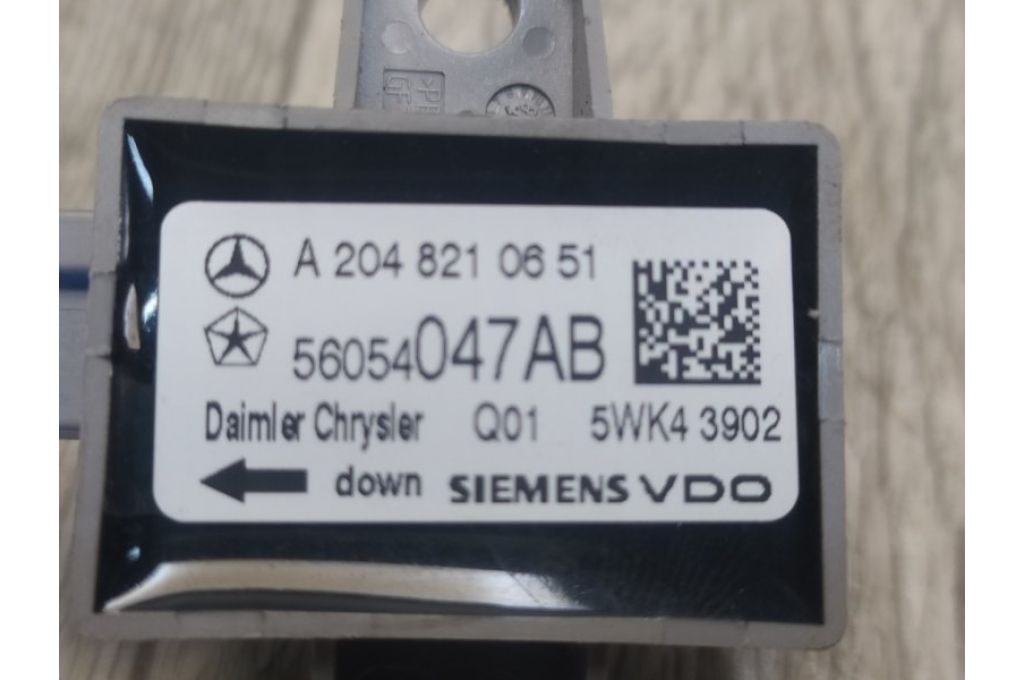 A 204 821 06 51
56054047AB
Daimler Chrysler Q01 5WK4 3902
down SIEMENS VDO